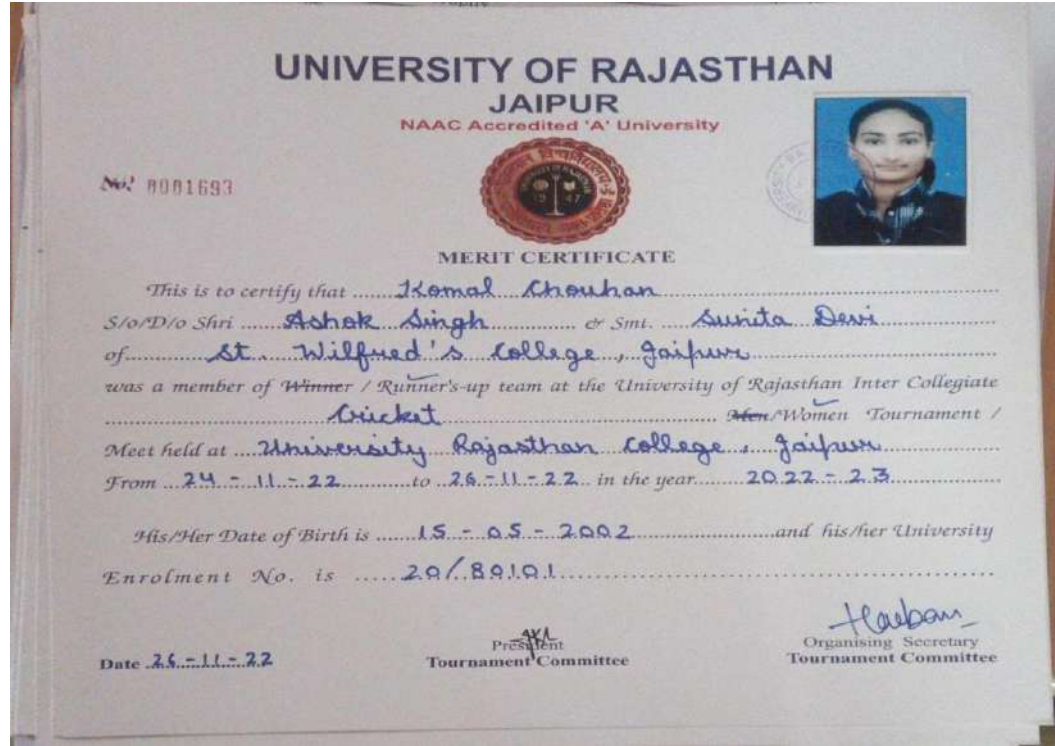 UNIVERSITY OF RAJASTHAN
JAIPUR
NAAC Accredited 'A' University
No. 0001693
1947
MERIT CERTIFICATE
This is to certify that Komal Chouhan
S/o/D/o Shri Ashok Singh & Smt. Sunita Devi
of St. Wilfred's College, Jaipur
was a member of Winner / Runner's-up team at the University of Rajasthan Inter Collegiate
Cricket Men/Women Tournament /
Meet held at University Rajasthan College, Jaipur
From 24-11-22 to 26-11-22 in the year 2022-23
His/Her Date of Birth is 15-05-2002 and his/her University
Enrolment No. is 20/80101
President
Organising Secretary
Date 26-11-22 Tournament Committee Tournament Committee